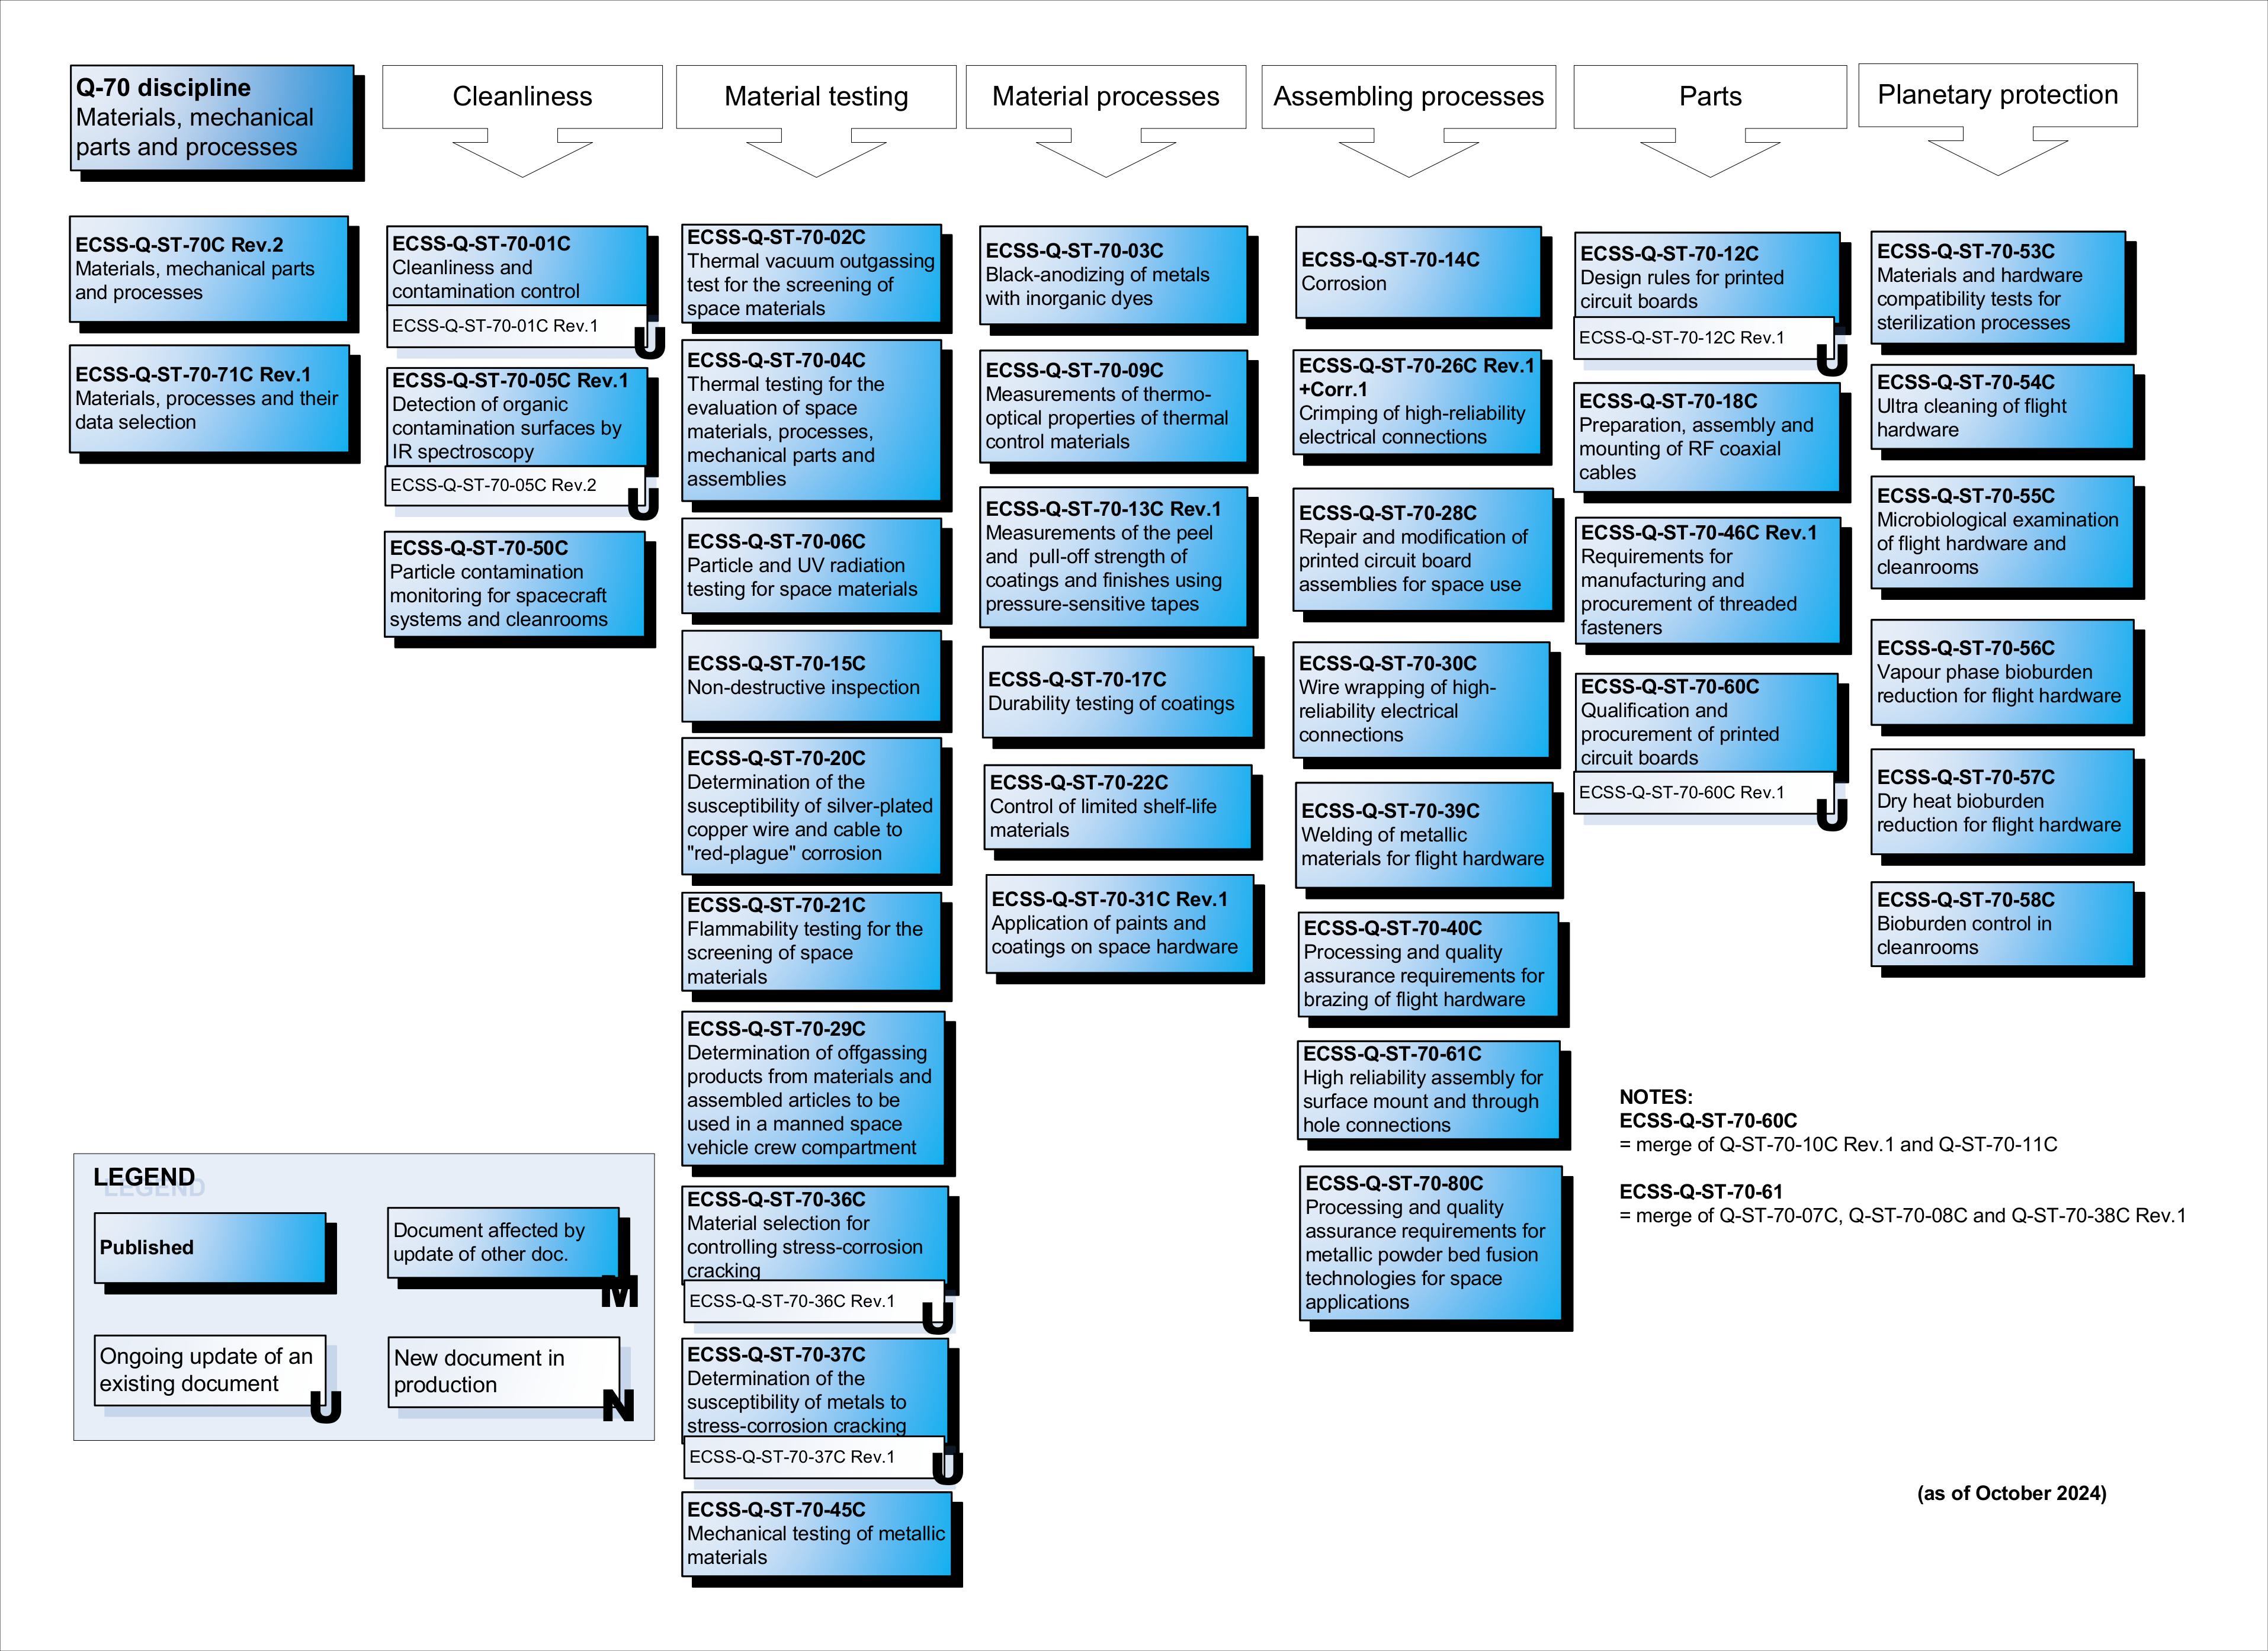 Q-70 discipline
Materials, mechanical
parts and processes
Cleanliness
Material testing
Material processes
Assembling processes
Parts
Planetary protection
ECSS-Q-ST-70C Rev.2
Materials, mechanical parts
and processes
ECSS-Q-ST-70-71C Rev.1
Materials, processes and their
data selection
ECSS-Q-ST-70-01C
Cleanliness and
contamination control
ECSS-Q-ST-70-01C Rev.1
U
ECSS-Q-ST-70-05C Rev.1
Detection of organic
contamination surfaces by
IR spectroscopy
ECSS-Q-ST-70-05C Rev.2
U
ECSS-Q-ST-70-50C
Particle contamination
monitoring for spacecraft
systems and cleanrooms
ECSS-Q-ST-70-02C
Thermal vacuum outgassing
test for the screening of
space materials
ECSS-Q-ST-70-04C
Thermal testing for the
evaluation of space
materials, processes,
mechanical parts and
assemblies
ECSS-Q-ST-70-06C
Particle and UV radiation
testing for space materials
ECSS-Q-ST-70-15C
Non-destructive inspection
ECSS-Q-ST-70-20C
Determination of the
susceptibility of silver-plated
copper wire and cable to
"red-plague" corrosion
ECSS-Q-ST-70-21C
Flammability testing for the
screening of space
materials
ECSS-Q-ST-70-29C
Determination of offgassing
products from materials and
assembled articles to be
used in a manned space
vehicle crew compartment
ECSS-Q-ST-70-36C
Material selection for
controlling stress-corrosion
cracking
ECSS-Q-ST-70-36C Rev.1
U
ECSS-Q-ST-70-37C
Determination of the
susceptibility of metals to
stress-corrosion cracking
ECSS-Q-ST-70-37C Rev.1
U
ECSS-Q-ST-70-45C
Mechanical testing of metallic
materials
ECSS-Q-ST-70-03C
Black-anodizing of metals
with inorganic dyes
ECSS-Q-ST-70-09C
Measurements of thermo-
optical properties of thermal
control materials
ECSS-Q-ST-70-13C Rev.1
Measurements of the peel
and pull-off strength of
coatings and finishes using
pressure-sensitive tapes
ECSS-Q-ST-70-17C
Durability testing of coatings
ECSS-Q-ST-70-22C
Control of limited shelf-life
materials
ECSS-Q-ST-70-31C Rev.1
Application of paints and
coatings on space hardware
ECSS-Q-ST-70-14C
Corrosion
ECSS-Q-ST-70-26C Rev.1
+Corr.1
Crimping of high-reliability
electrical connections
ECSS-Q-ST-70-28C
Repair and modification of
printed circuit board
assemblies for space use
ECSS-Q-ST-70-30C
Wire wrapping of high-
reliability electrical
connections
ECSS-Q-ST-70-39C
Welding of metallic
materials for flight hardware
ECSS-Q-ST-70-40C
Processing and quality
assurance requirements for
brazing of flight hardware
ECSS-Q-ST-70-61C
High reliability assembly for
surface mount and through
hole connections
ECSS-Q-ST-70-80C
Processing and quality
assurance requirements for
metallic powder bed fusion
technologies for space
applications
ECSS-Q-ST-70-12C
Design rules for printed
circuit boards
ECSS-Q-ST-70-12C Rev.1
U
ECSS-Q-ST-70-18C
Preparation, assembly and
mounting of RF coaxial
cables
ECSS-Q-ST-70-46C Rev.1
Requirements for
manufacturing and
procurement of threaded
fasteners
ECSS-Q-ST-70-60C
Qualification and
procurement of printed
circuit boards
ECSS-Q-ST-70-60C Rev.1
U
ECSS-Q-ST-70-53C
Materials and hardware
compatibility tests for
sterilization processes
ECSS-Q-ST-70-54C
Ultra cleaning of flight
hardware
ECSS-Q-ST-70-55C
Microbiological examination
of flight hardware and
cleanrooms
ECSS-Q-ST-70-56C
Vapour phase bioburden
reduction for flight hardware
ECSS-Q-ST-70-57C
Dry heat bioburden
reduction for flight hardware
ECSS-Q-ST-70-58C
Bioburden control in
cleanrooms
NOTES:
ECSS-Q-ST-70-60C
= merge of Q-ST-70-10C Rev.1 and Q-ST-70-11C
ECSS-Q-ST-70-61
= merge of Q-ST-70-07C, Q-ST-70-08C and Q-ST-70-38C Rev.1
LEGEND
Published
Document affected by
update of other doc.
M
Ongoing update of an
existing document
U
New document in
production
N
(as of October 2024)